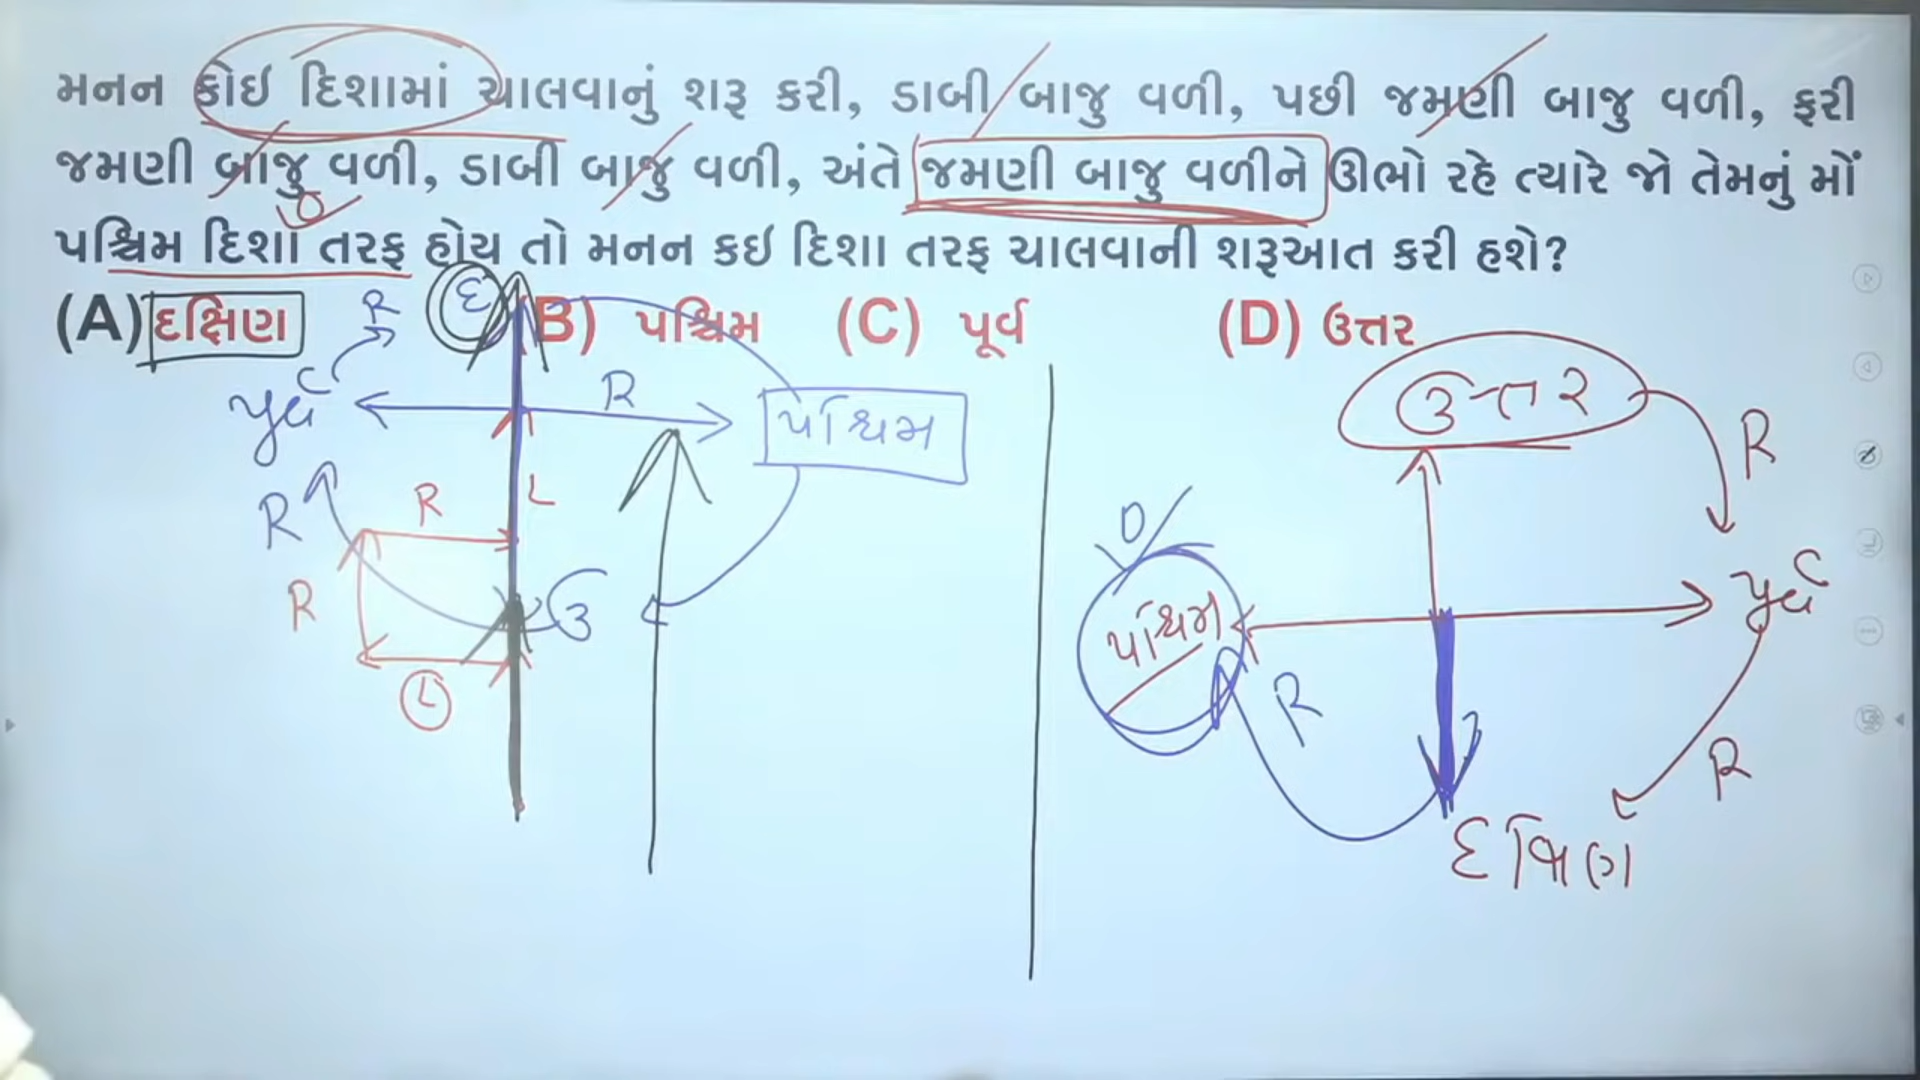 મનન કોઈ દિશામાં ચાલવાનું શરૂ કરી, ડાબી બાજુ વળી, પછી જમણી બાજુ વળી, ફરી
જમણી બાજુ વળી, ડાબી બાજુ વળી, અંતે જમણી બાજુ વળીને ઊભો રહે ત્યારે જો તેમનું મોં
પશ્ચિમ દિશા તરફ હોય તો મનન કઈ દિશા તરફ ચાલવાની શરૂઆત કરી હશે?
(A) દક્ષિણ (B) પશ્ચિમ (C) પૂર્વ (D) ઉત્તર
R દ
ઉત્તર
પૂર્વ R પશ્ચિમ R
R R L
R ઉ પૂર્વ
પશ્ચિમ
L R
R
દક્ષિણ